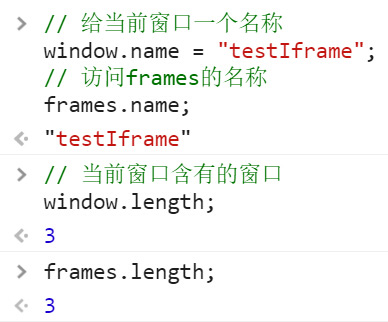 // 给当前窗口一个名称
window.name = "testIframe";
// 访问frames的名称
frames.name;
"testIframe"
// 当前窗口含有的窗口
window.length;
3
frames.length;
3